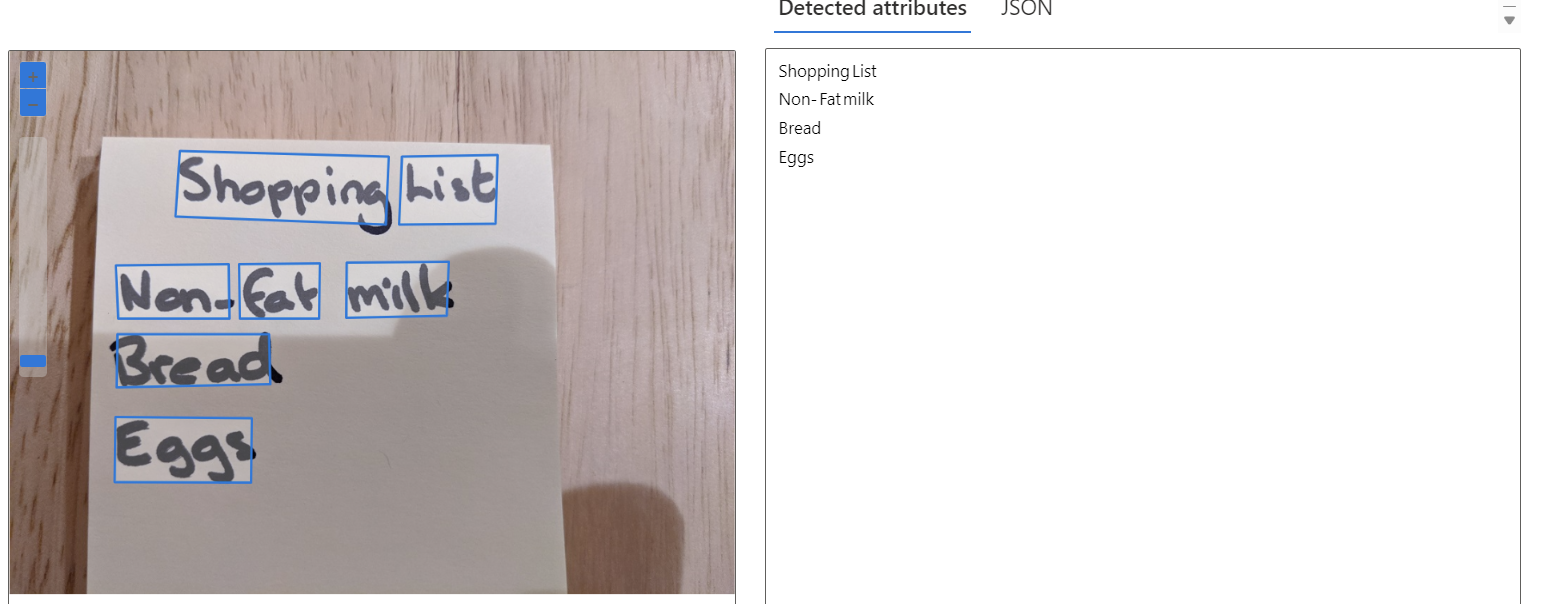 Detected attributes JSON
+
−
Shopping List
Non-Fat milk
Bread
Eggs
Shopping List
Non-Fat milk
Bread
Eggs